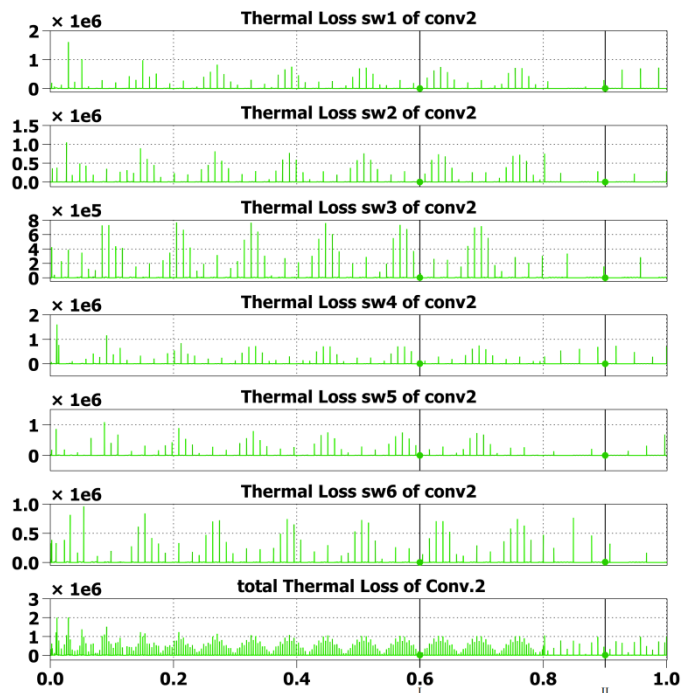 Thermal Loss sw1 of conv2
× 1e6
2
1
0
Thermal Loss sw2 of conv2
× 1e6
1.5
1.0
0.5
0.0
Thermal Loss sw3 of conv2
× 1e5
8
6
4
2
0
Thermal Loss sw4 of conv2
× 1e6
2
1
0
Thermal Loss sw5 of conv2
× 1e6
1
0
Thermal Loss sw6 of conv2
× 1e6
1.0
0.5
0.0
total Thermal Loss of Conv.2
× 1e6
3
2
1
0
0.0 0.2 0.4 0.6 0.8 1.0